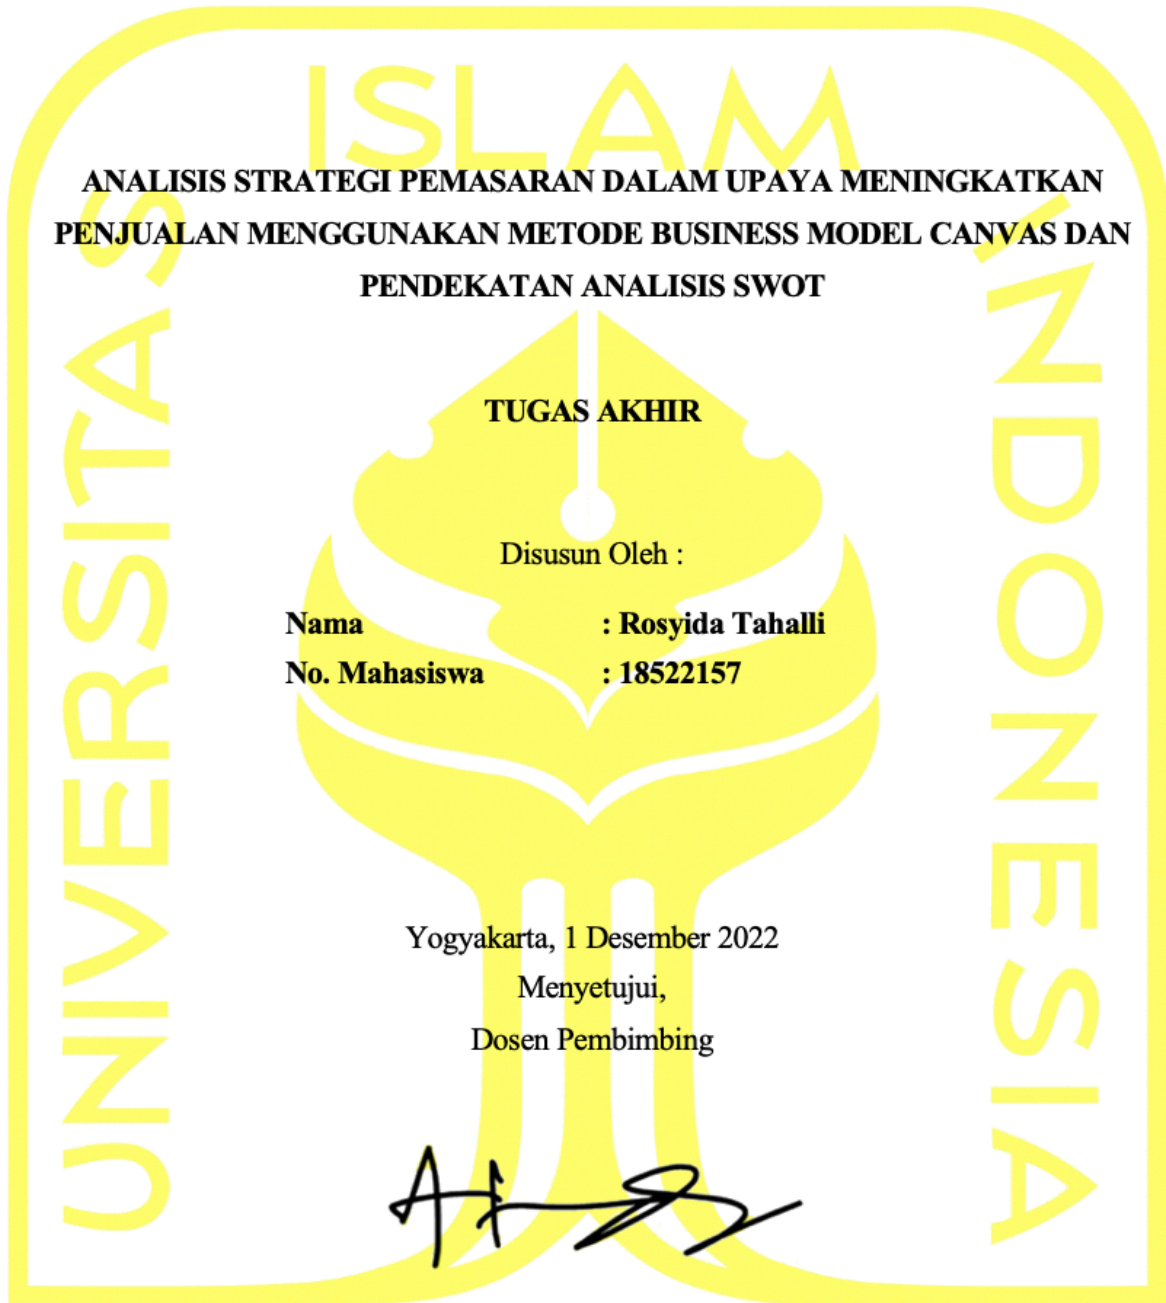 ISLAM
UNIVERSITAS
INDONESIA
ANALISIS STRATEGI PEMASARAN DALAM UPAYA MENINGKATKAN
PENJUALAN MENGGUNAKAN METODE BUSINESS MODEL CANVAS DAN
PENDEKATAN ANALISIS SWOT
TUGAS AKHIR
Disusun Oleh :
Nama : Rosyida Tahalli
No. Mahasiswa : 18522157
Yogyakarta, 1 Desember 2022
Menyetujui,
Dosen Pembimbing